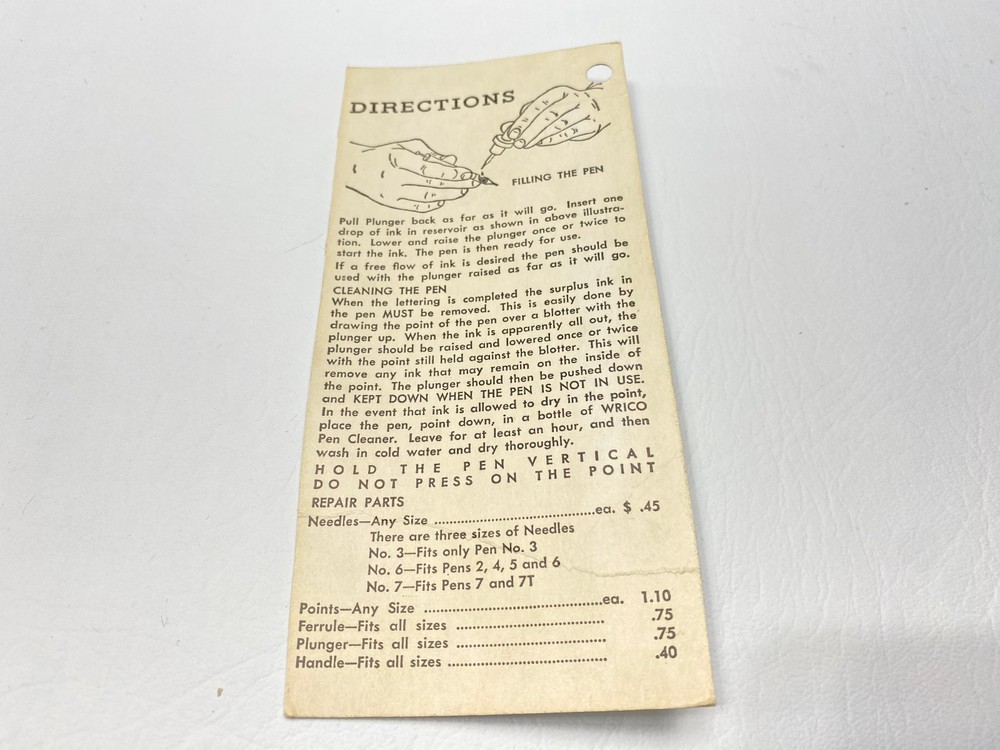 DIRECTIONS
FILLING THE PEN
Pull Plunger back as far as it will go. Insert one
drop of ink in reservoir as shown in above illustra-
tion. Lower and raise the plunger once or twice to
start the ink. The pen is then ready for use.
If a free flow of ink is desired the pen should be
used with the plunger raised as far as it will go.
CLEANING THE PEN
When the lettering is completed the surplus ink in
the pen MUST be removed. This is easily done by
drawing the point of the pen over a blotter with the
plunger up. When the ink is apparently all out, the
plunger should be raised and lowered once or twice
with the point still held against the blotter. This will
remove any ink that may remain on the inside of
the point. The plunger should then be pushed down
and KEPT DOWN WHEN THE PEN IS NOT IN USE.
In the event that ink is allowed to dry in the point,
place the pen, point down, in a bottle of WRICO
Pen Cleaner. Leave for at least an hour, and then
wash in cold water and dry thoroughly.
HOLD THE PEN VERTICAL
DO NOT PRESS ON THE POINT
REPAIR PARTS
Needles—Any Size ........................................ea. $ .45
There are three sizes of Needles
No. 3—Fits only Pen No. 3
No. 6—Fits Pens 2, 4, 5 and 6
No. 7—Fits Pens 7 and 7T
Points—Any Size ............................................ea. 1.10
Ferrule—Fits all sizes ..................................... .75
Plunger—Fits all sizes ..................................... .75
Handle—Fits all sizes ....................................... .40